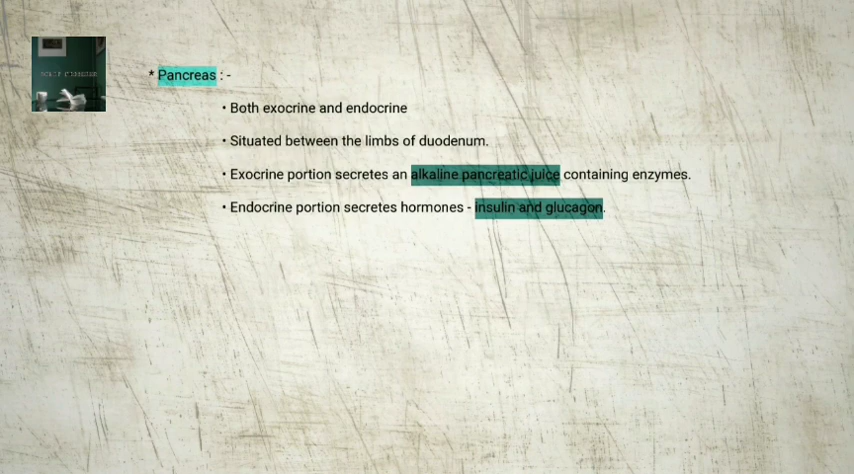 * Pancreas : -
• Both exocrine and endocrine
• Situated between the limbs of duodenum.
• Exocrine portion secretes an alkaline pancreatic juice containing enzymes.
• Endocrine portion secretes hormones - insulin and glucagon.